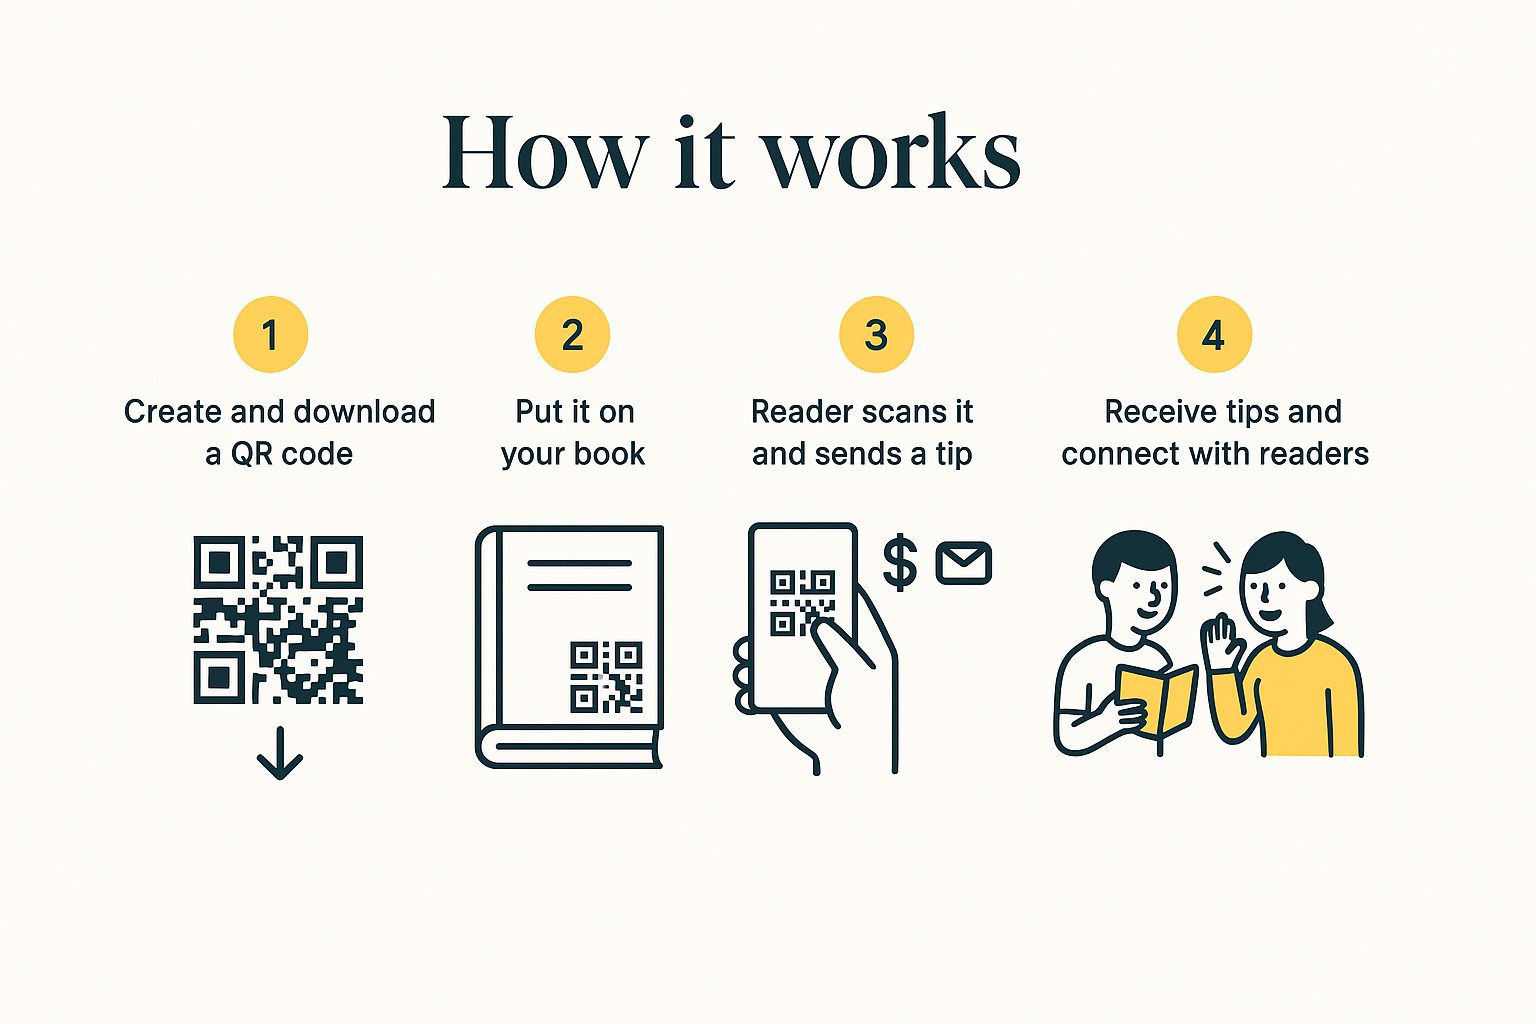 How it works
1
Create and download
a QR code
2
Put it on
your book
3
Reader scans it
and sends a tip
$
4
Receive tips and
connect with readers